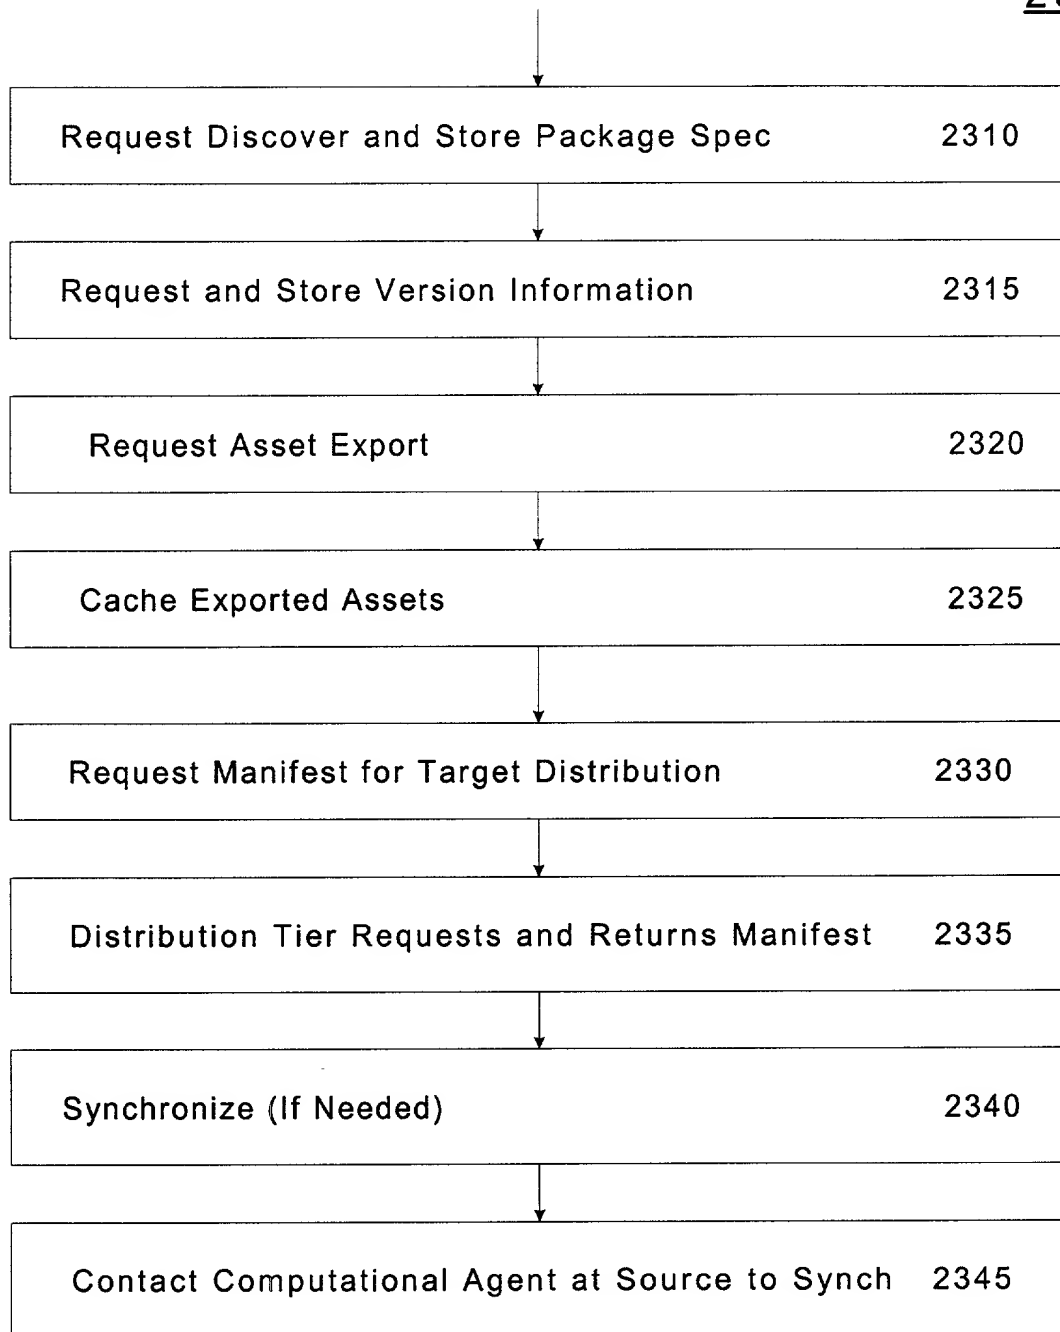 Request Discover and Store Package Spec 2310
Request and Store Version Information 2315
Request Asset Export 2320
Cache Exported Assets 2325
Request Manifest for Target Distribution 2330
Distribution Tier Requests and Returns Manifest 2335
Synchronize (If Needed) 2340
Contact Computational Agent at Source to Synch 2345